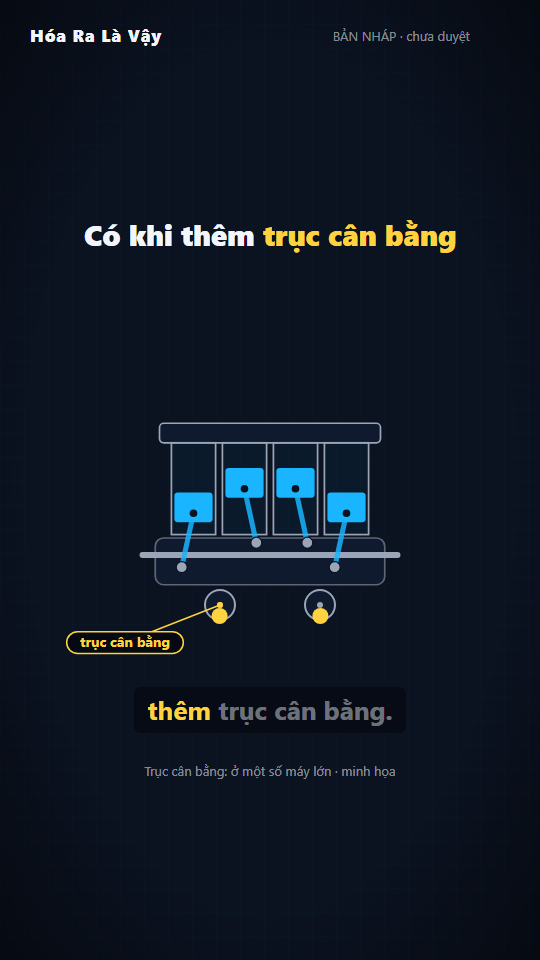 Hóa Ra Là Vậy
BẢN NHÁP · chưa duyệt
Có khi thêm trục cân bằng
trục cân bằng
thêm trục cân bằng.
Trục cân bằng: ở một số máy lớn · minh họa